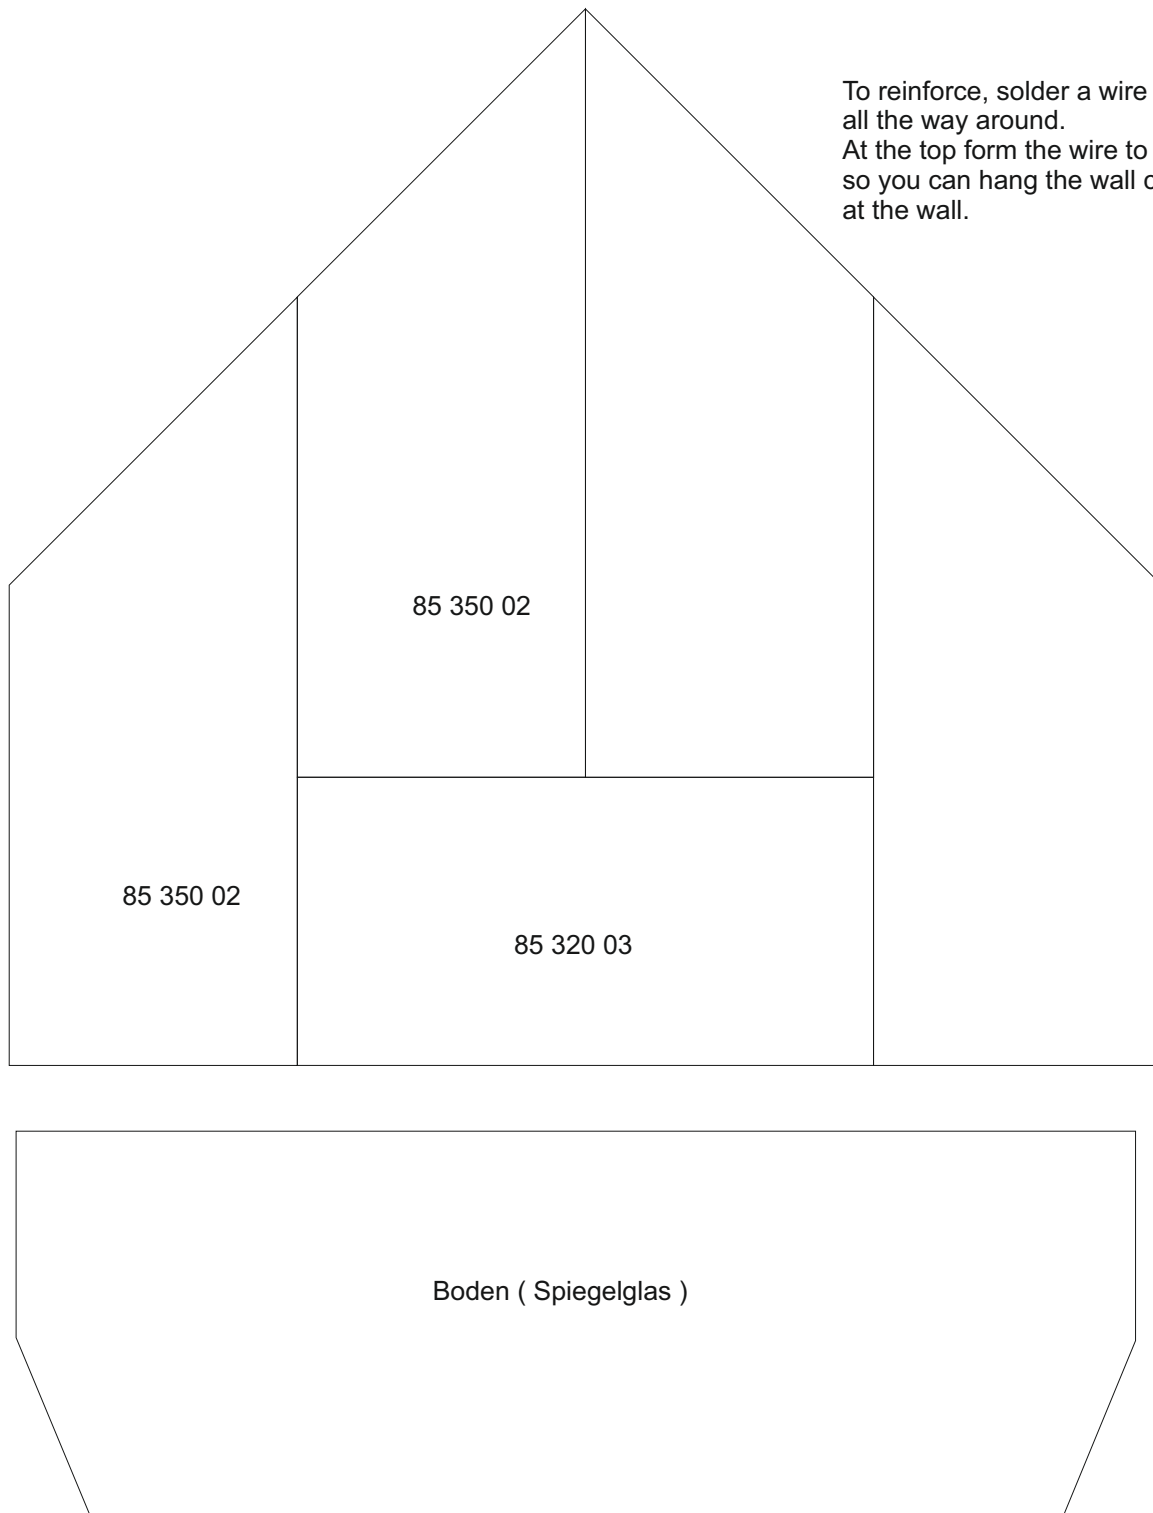 To reinforce, solder a wire
all the way around.
At the top form the wire to
so you can hang the wall
at the wall.
85 350 02
85 350 02
85 320 03
Boden ( Spiegelglas )